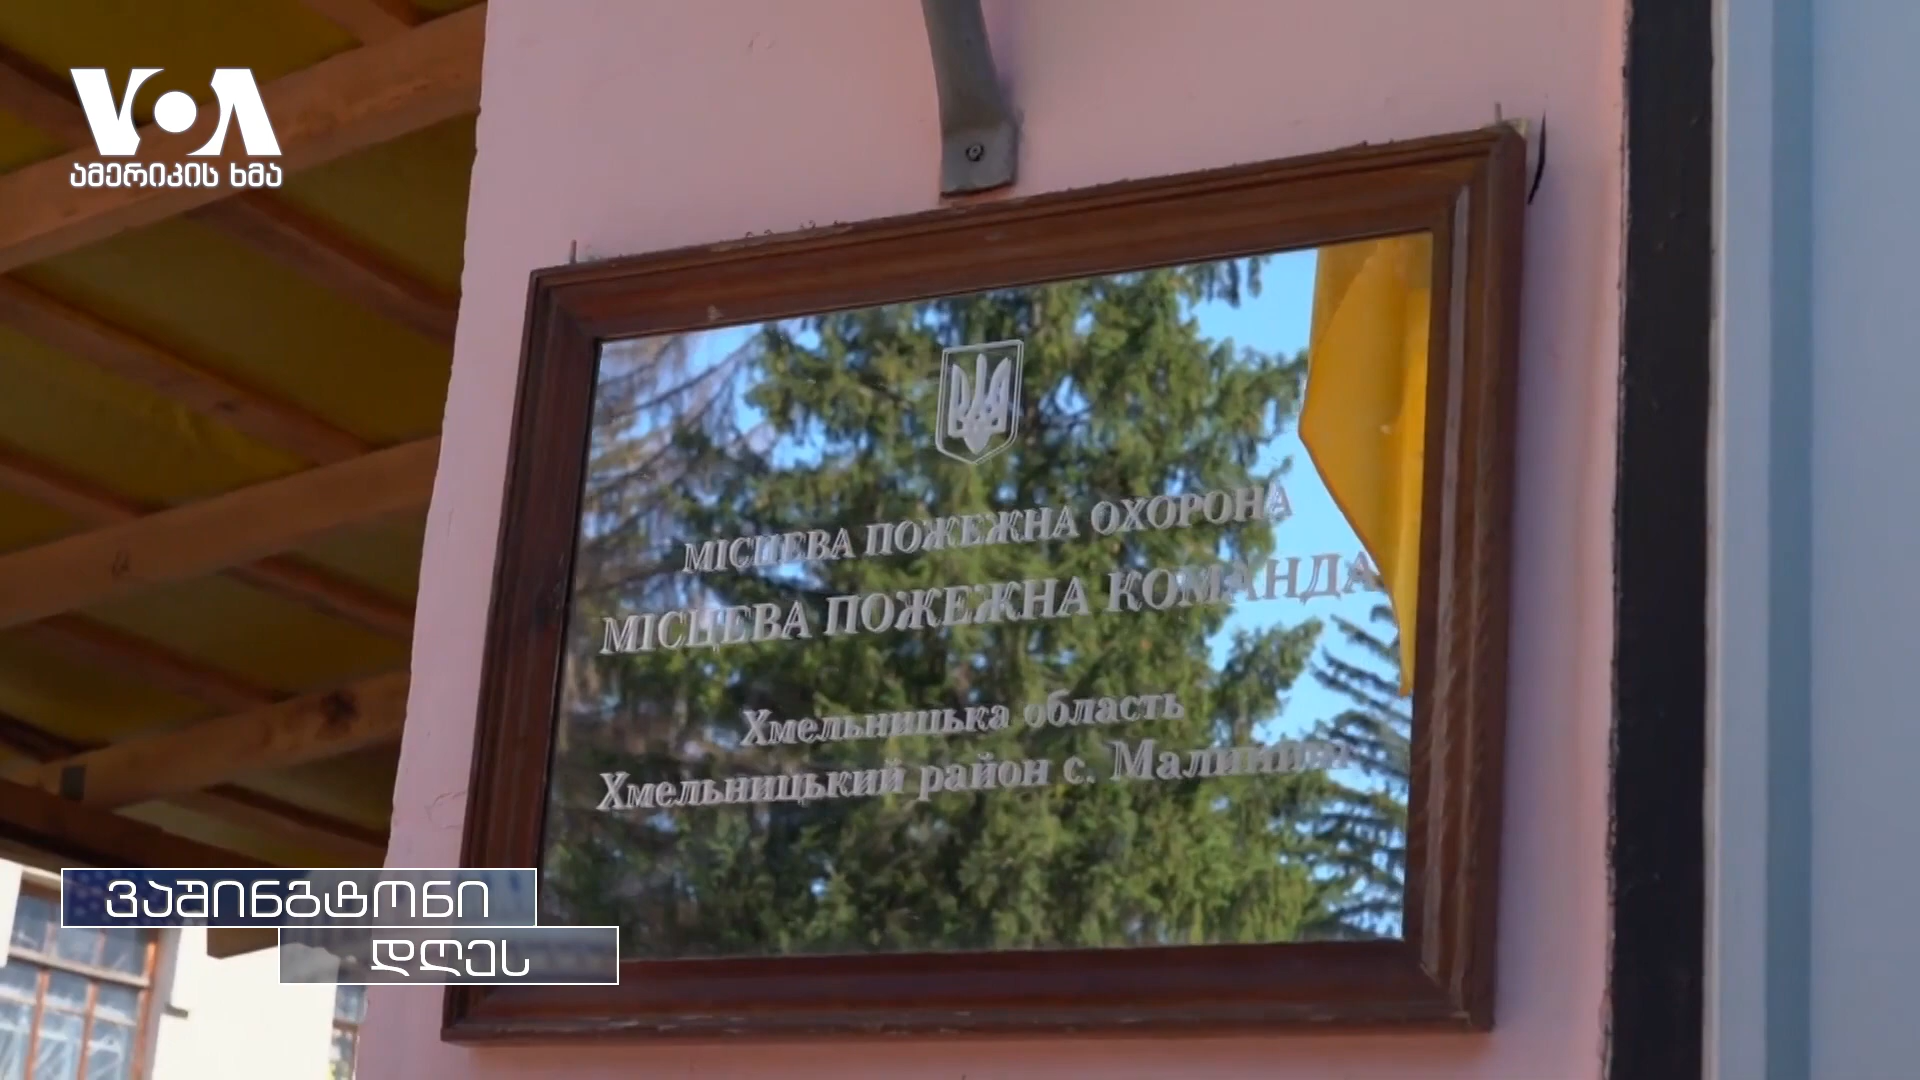 VOA
ამერიკის ხმა
МІСЦЕВА ПОЖЕЖНА ОХОРОНА
МІСЦЕВА ПОЖЕЖНА КОМАНДА
Хмельницька область
Хмельницький район с.
ვაშინგტონი
დღეს